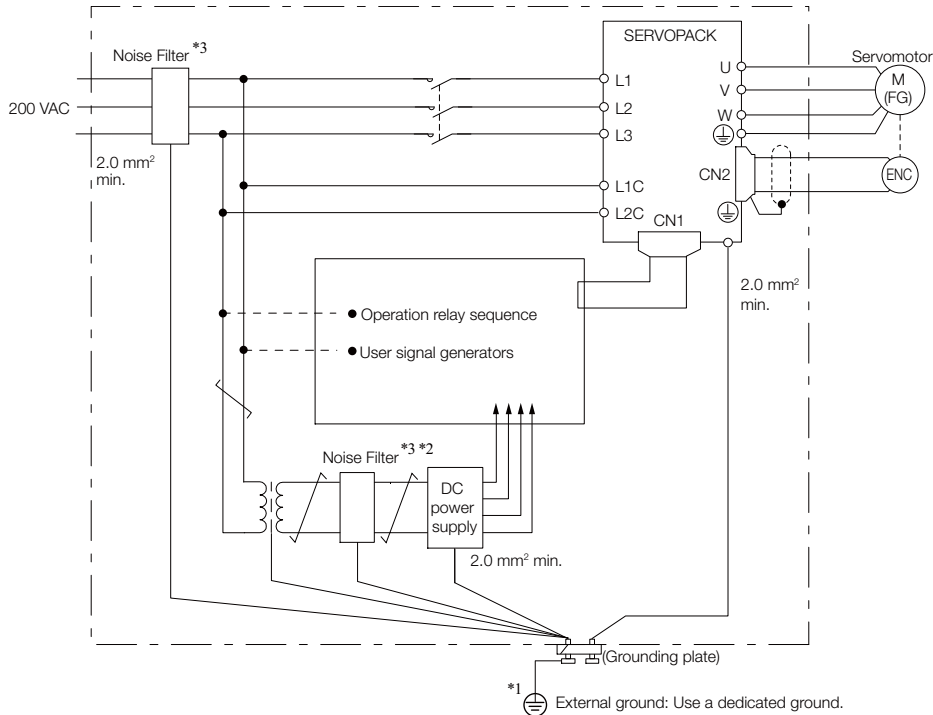 SERVOPACK
Noise Filter *3
Servomotor
U
M
(FG)
L1
V
200 VAC
L2
W
L3
2.0 mm²
min.
CN2
ENC
L1C
L2C
CN1
2.0 mm²
min.
Operation relay sequence
User signal generators
Noise Filter *3 *2
DC
power
supply
2.0 mm² min.
(Grounding plate)
*1
External ground: Use a dedicated ground.